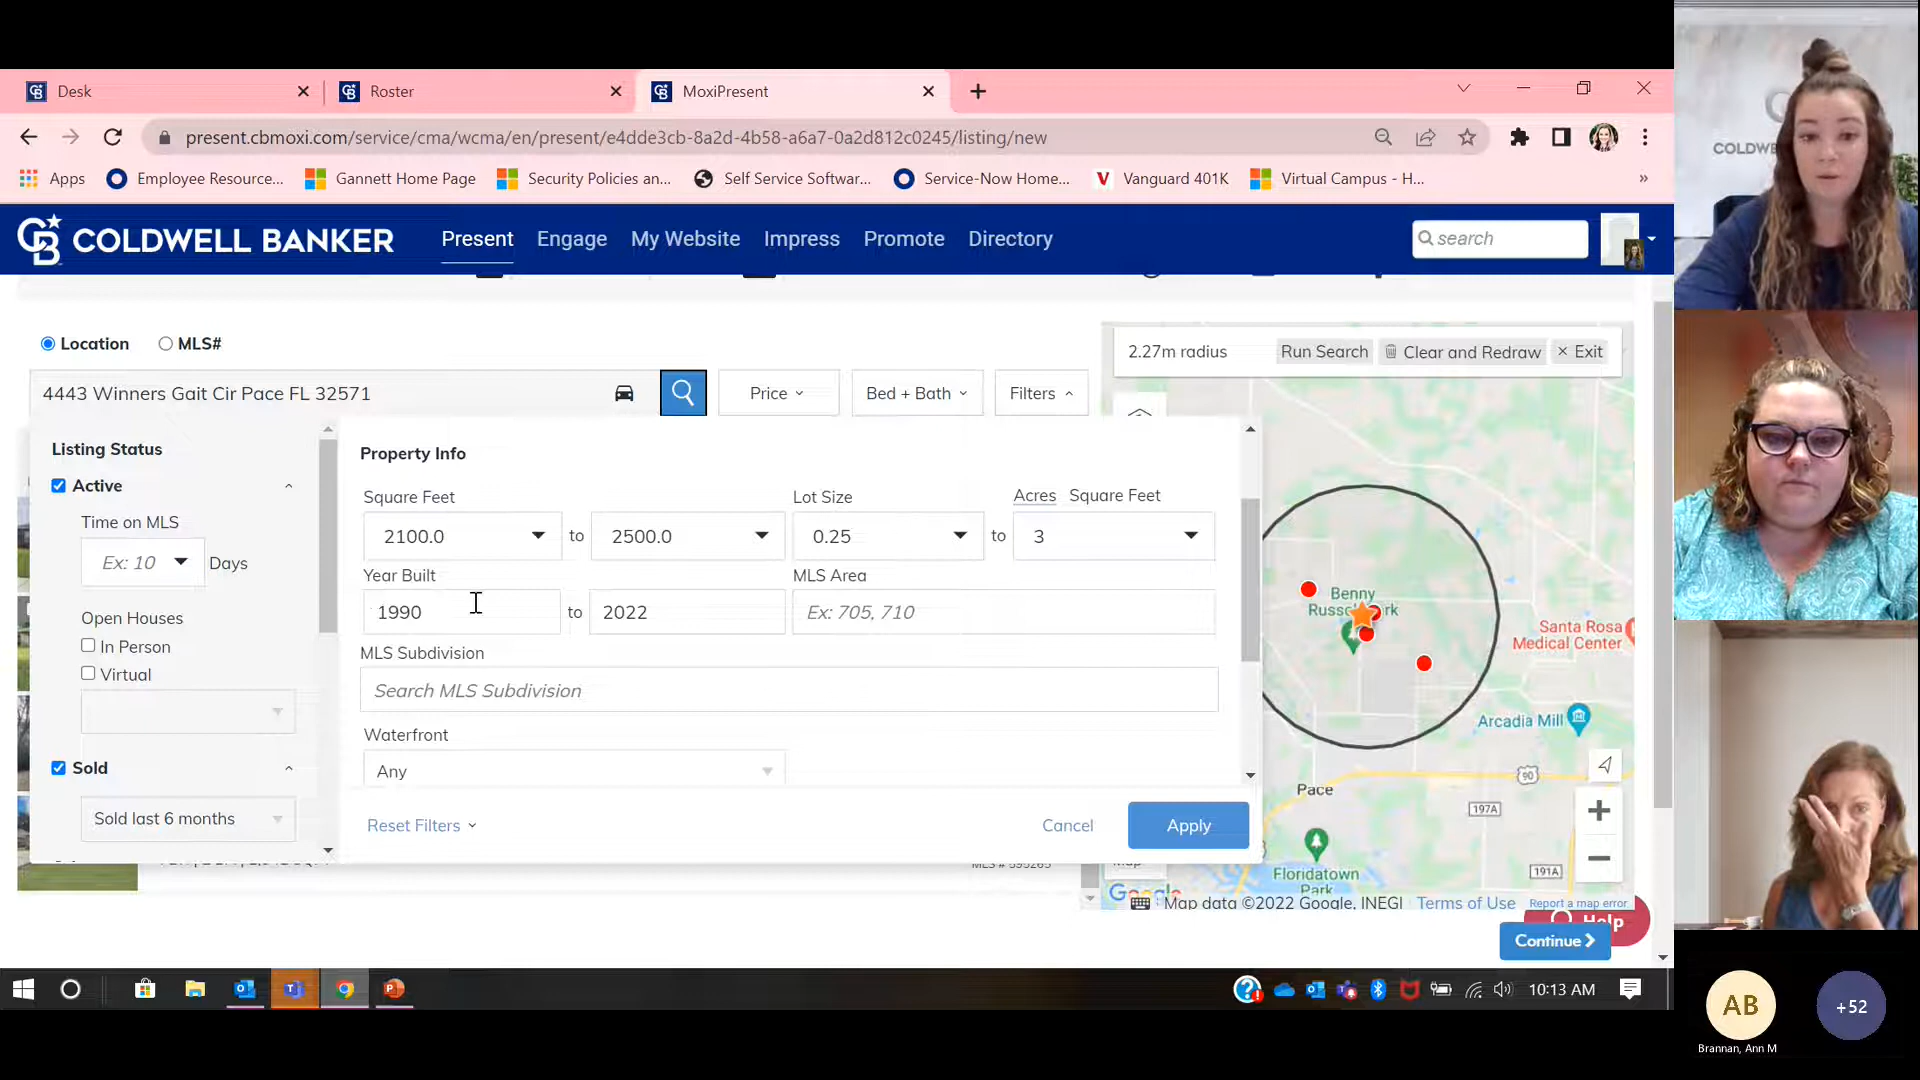 Desk
Roster
MoxiPresent
present.cbmoxi.com/service/cma/wcma/en/present/e4dde3cb-8a2d-4b58-a6a7-0a2d812c0245/listing/new
Apps
Employee Resource...
Gannett Home Page
Security Policies an...
Self Service Softwar...
Service-Now Home...
Vanguard 401K
Virtual Campus - H...
»
COLDWELL BANKER
Present
Engage
My Website
Impress
Promote
Directory
search
Location
MLS#
4443 Winners Gait Cir Pace FL 32571
Price
Bed + Bath
Filters
2.27m radius
Run Search
Clear and Redraw
× Exit
Listing Status
Active
Time on MLS
Ex: 10
Days
Open Houses
In Person
Virtual
Sold
Sold last 6 months
Property Info
Square Feet
2100.0
to
2500.0
Lot Size
Acres
Square Feet
0.25
to
3
Year Built
1990
to
2022
MLS Area
Ex: 705, 710
MLS Subdivision
Search MLS Subdivision
Waterfront
Any
Reset Filters
Cancel
Apply
Benny
Santa Rosa
Medical Center
Arcadia Mill
90
Pace
197A
191A
Floridatown
Park
Google
Map data ©2022 Google, INEGI
Terms of Use
Report a map error
Help
Continue
10:13 AM
AB
Brannan, Ann M
+52